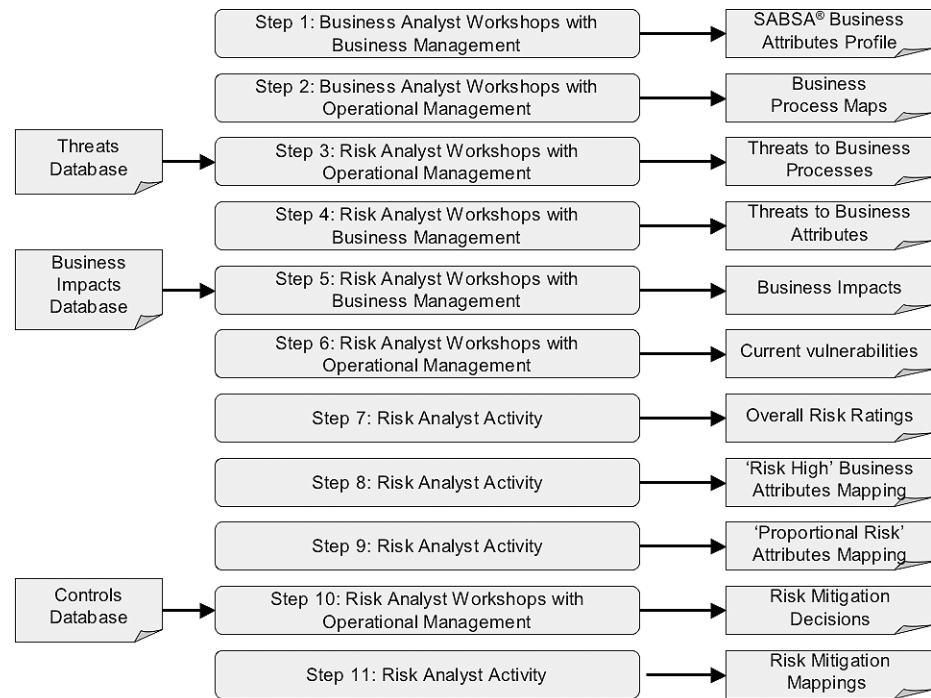 Step 1: Business Analyst Workshops with
Business Management
SABSA® Business
Attributes Profile
Step 2: Business Analyst Workshops with
Operational Management
Business
Process Maps
Threats
Database
Step 3: Risk Analyst Workshops with
Operational Management
Threats to Business
Processes
Step 4: Risk Analyst Workshops with
Business Management
Threats to Business
Attributes
Business
Impacts
Database
Step 5: Risk Analyst Workshops with
Business Management
Business Impacts
Step 6: Risk Analyst Workshops with
Operational Management
Current vulnerabilities
Step 7: Risk Analyst Activity
Overall Risk Ratings
Step 8: Risk Analyst Activity
‘Risk High’ Business
Attributes Mapping
Step 9: Risk Analyst Activity
‘Proportional Risk’
Attributes Mapping
Controls
Database
Step 10: Risk Analyst Workshops with
Operational Management
Risk Mitigation
Decisions
Step 11: Risk Analyst Activity
Risk Mitigation
Mappings